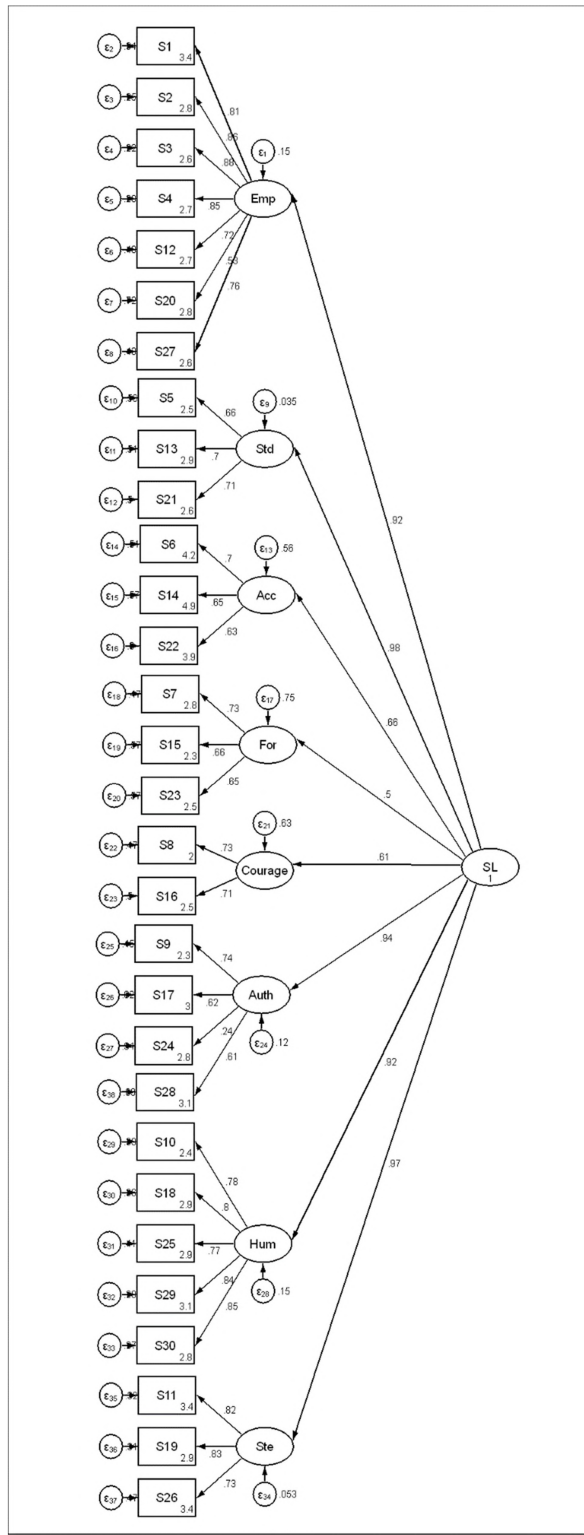 ε2 S1 3.4
ε3 S2 2.8
ε4 S3 2.6
ε5 S4 2.7
ε6 S12 2.7
ε7 S20 2.8
ε8 S27 2.6
.81
.88
.85
.72
.76
ε1 .15
Emp
.92
ε10 S5 2.5
ε11 S13 2.9
ε12 S21 2.6
.66
.7
.71
ε9 .035
Std
.98
ε14 S6 4.2
ε15 S14 4.9
ε16 S22 3.9
.7
.65
.63
ε13 .56
Acc
.66
ε18 S7 2.8
ε19 S15 2.3
ε20 S23 2.5
.73
.66
.65
ε17 .75
For
.5
ε22 S8 2
ε23 S16 2.5
.73
.71
ε21 .63
Courage
.61
SL
1
ε25 S9 2.3
ε26 S17 3
ε27 S24 2.8
S28 3.1
.74
.62
.24
.61
Auth
ε24 .12
.94
ε29 S10 2.4
ε30 S18 2.9
ε31 S25 2.9
ε32 S29 3.1
ε33 S30 2.8
.78
.8
.77
.84
.85
Hum
ε28 .15
.92
ε35 S11 3.4
ε36 S19 2.9
ε37 S26 3.4
.82
.83
.73
Ste
ε34 .053
.97